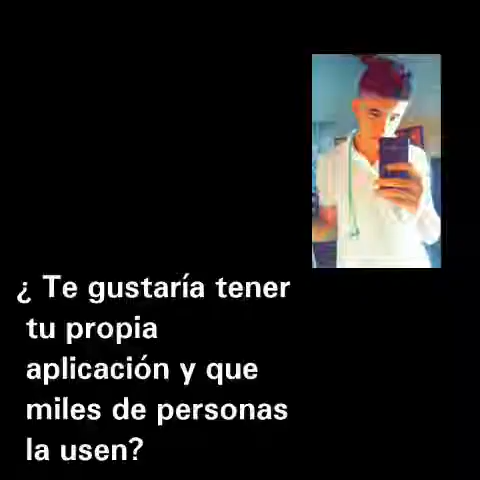 ¿ Te gustaría tener
tu propia
aplicación y que
miles de personas
la usen?